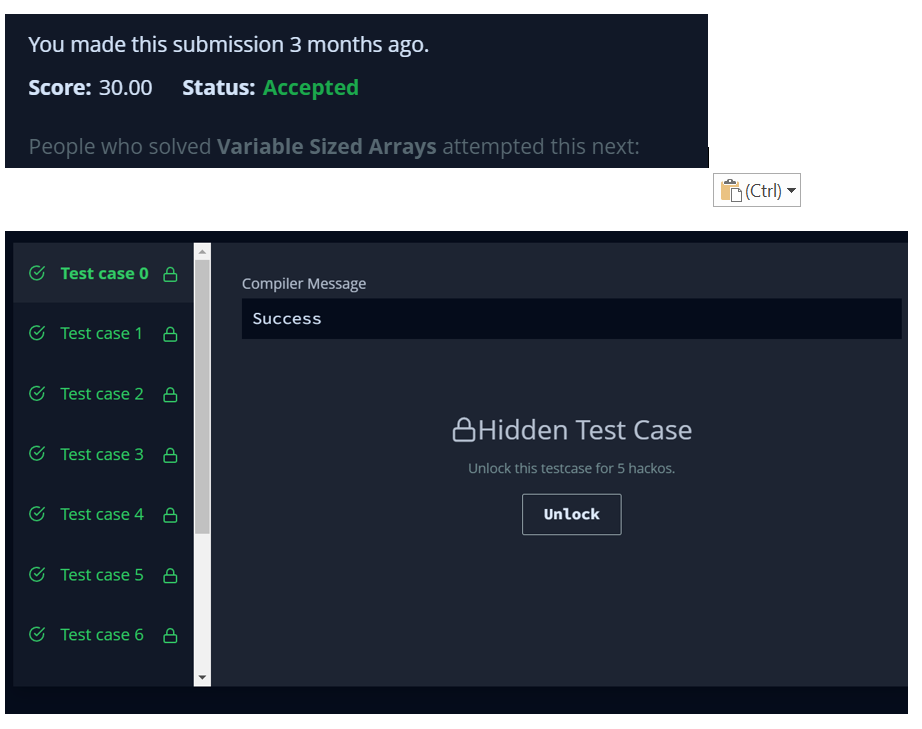 You made this submission 3 months ago.
Score: 30.00 Status: Accepted
People who solved Variable Sized Arrays attempted this next:
(Ctrl)
Test case 0
Test case 1
Test case 2
Test case 3
Test case 4
Test case 5
Test case 6
Compiler Message
Success
Hidden Test Case
Unlock this testcase for 5 hackos.
Unlock